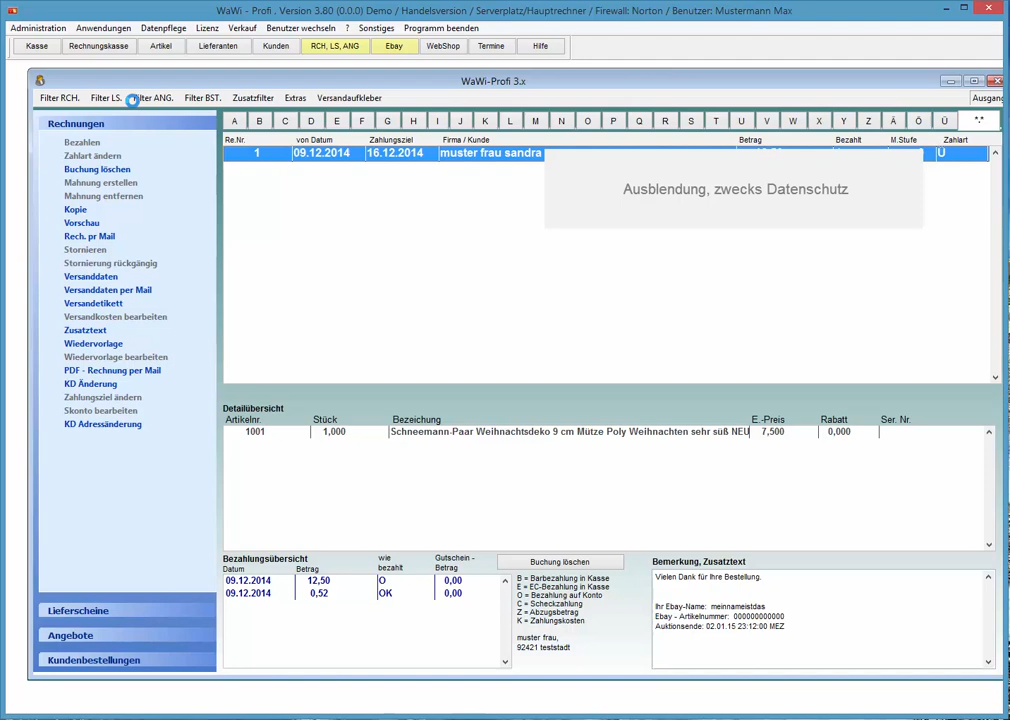 WaWi - Profi . Version 3.80 (0.0.0) Demo / Handelsversion / Serverplatz/Hauptrechner / Firewall: Norton / Benutzer: Mustermann Max
Administration Anwendungen Datenpflege Lizenz Verkauf Benutzer wechseln ? Sonstiges Programm beenden
Kasse Rechnungskasse Artikel Lieferanten Kunden RCH, LS, ANG Ebay WebShop Termine Hilfe
WaWi-Profi 3.x
Filter RCH. Filter LS. Filter ANG. Filter BST. Zusatzfilter Extras Versandaufkleber Ausgang
Rechnungen
Bezahlen
Zahlart ändern
Buchung löschen
Mahnung erstellen
Mahnung entfernen
Kopie
Vorschau
Rech. pr Mail
Stornieren
Stornierung rückgängig
Versanddaten
Versanddaten per Mail
Versandetikett
Versandkosten bearbeiten
Zusatztext
Wiedervorlage
Wiedervorlage bearbeiten
PDF - Rechnung per Mail
KD Änderung
Zahlungsziel ändern
Skonto bearbeiten
KD Adressänderung
Lieferscheine
Angebote
Kundenbestellungen
A B C D E F G H I J K L M N O P Q R S T U V W X Y Z Ä Ö Ü *.*
Re.Nr. von Datum Zahlungsziel Firma / Kunde Betrag Bezahlt M.Stufe Zahlart
1 09.12.2014 16.12.2014 muster frau sandra U
Ausblendung, zwecks Datenschutz
Detailübersicht
Artikelnr. Stück Bezeichung E.-Preis Rabatt Ser. Nr.
1001 1,000 Schneemann-Paar Weihnachtsdeko 9 cm Mütze Poly Weihnachten sehr süß NEU 7,500 0,000
Bezahlungsübersicht
Datum Betrag wie bezahlt Gutschein - Betrag
09.12.2014 12,50 O 0,00
09.12.2014 0,52 OK 0,00
Buchung löschen
B = Barbezahlung in Kasse
E = EC-Bezahlung in Kasse
O = Bezahlung auf Konto
C = Scheckzahlung
Z = Abzugsbetrag
K = Zahlungskosten
muster frau,
92421 teststadt
Bemerkung, Zusatztext
Vielen Dank für Ihre Bestellung.
Ihr Ebay-Name: meinnameistdas
Ebay - Artikelnummer: 000000000000
Auktionsende: 02.01.15 23:12:00 MEZ